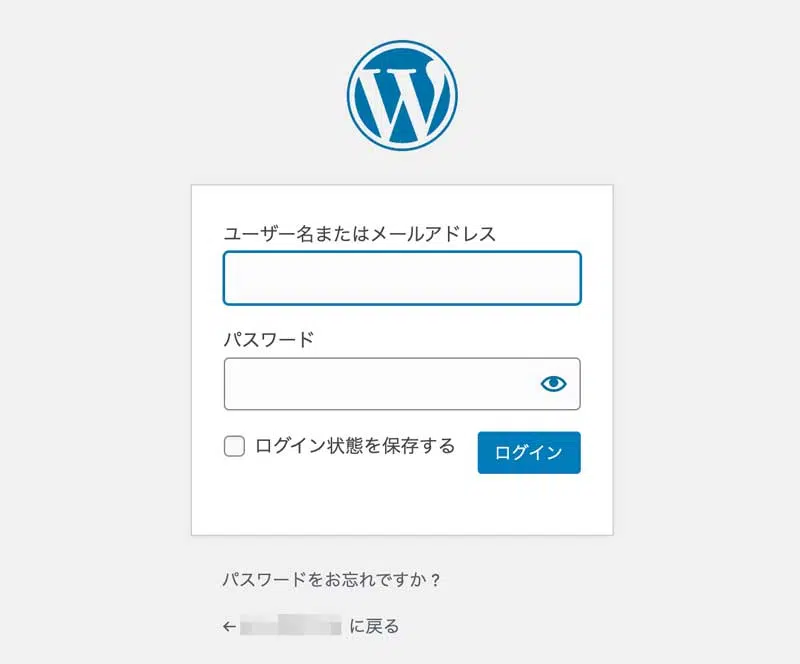 ユーザー名またはメールアドレス
パスワード
ログイン状態を保存する
ログイン
パスワードをお忘れですか ?
← に戻る